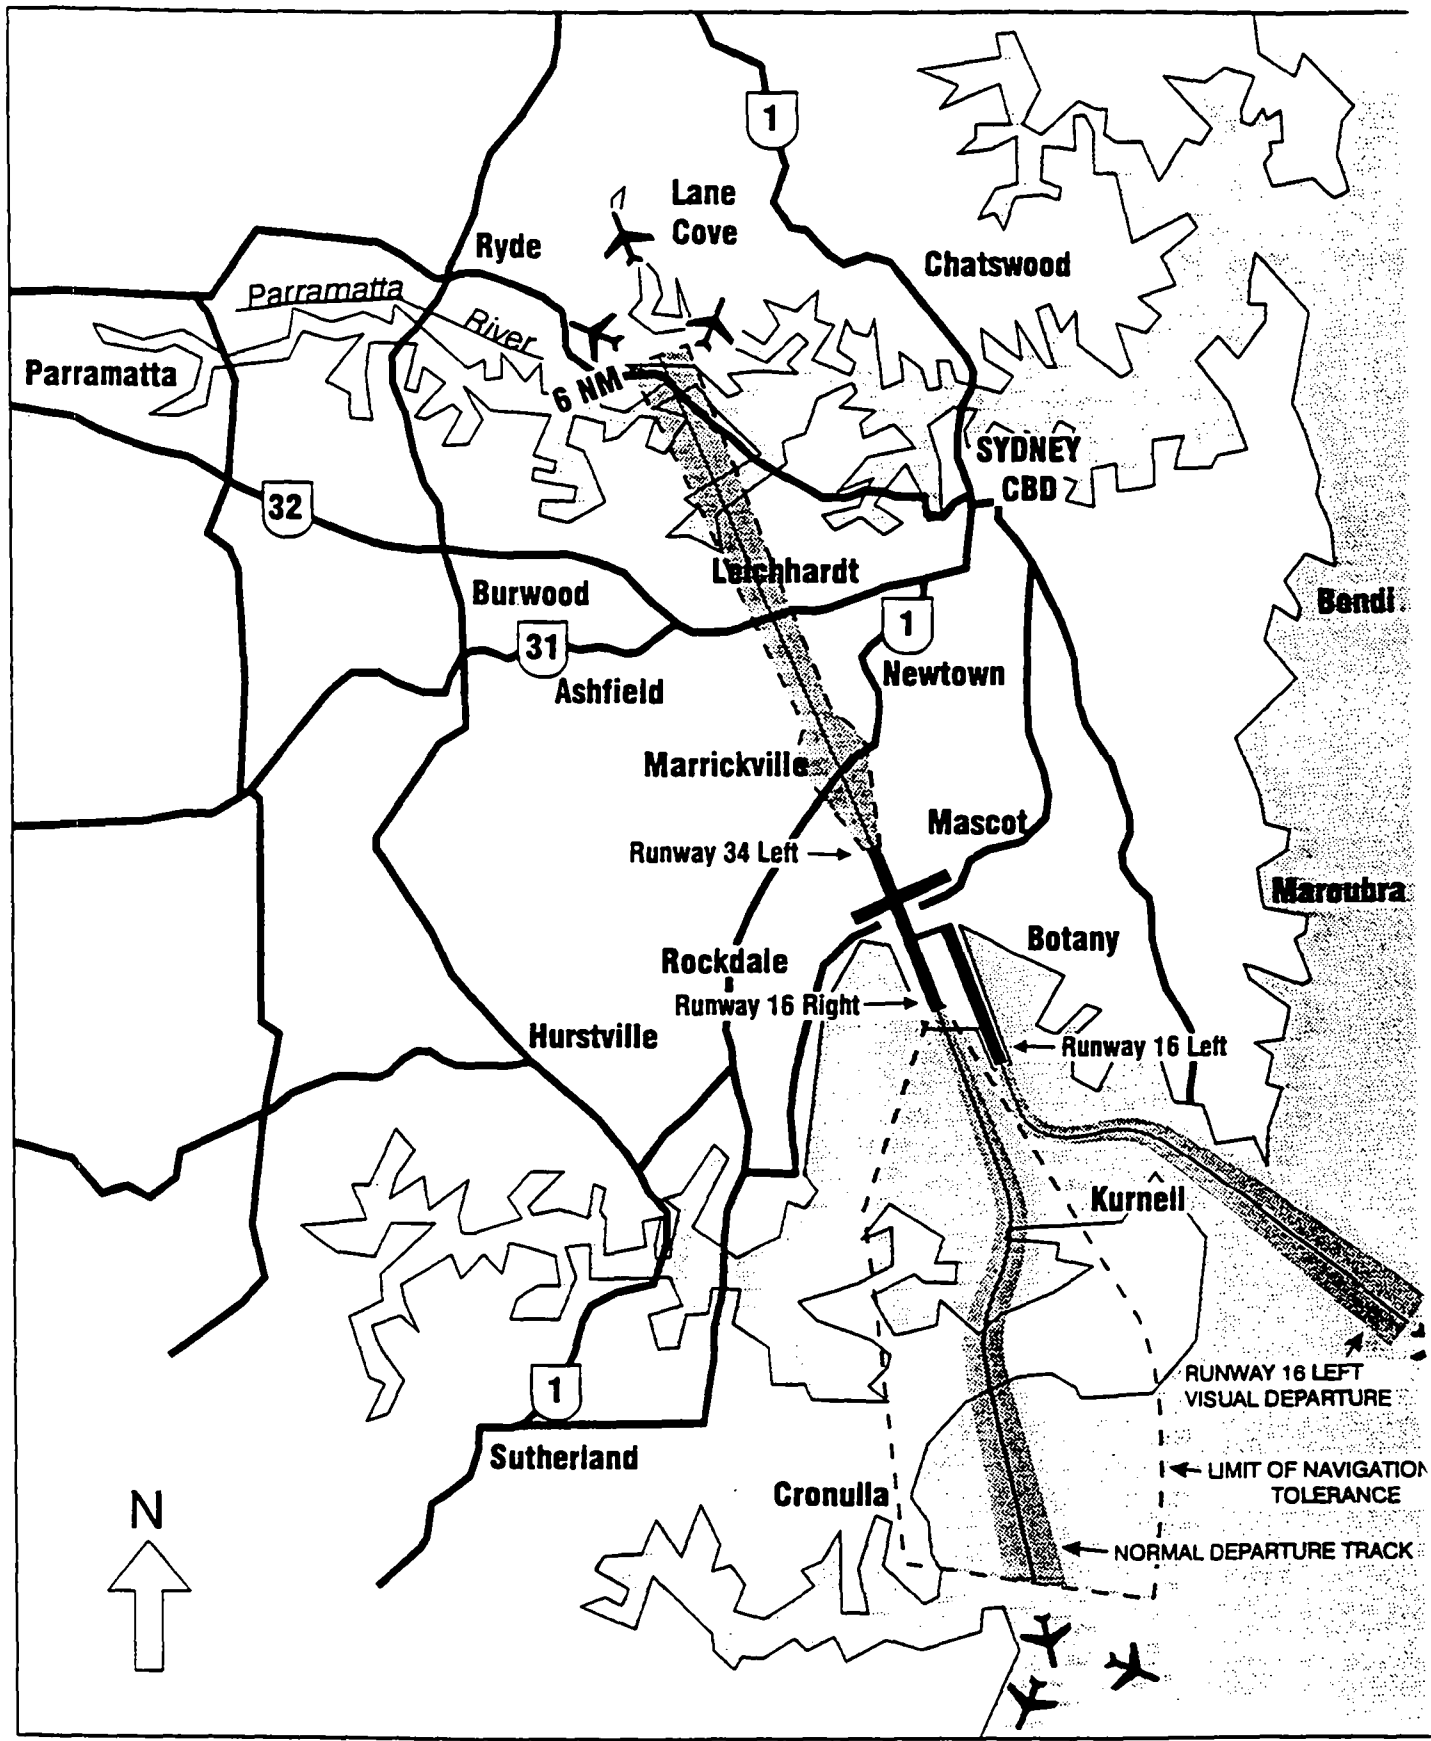 1
Lane
Cove
Ryde
Chatswood
Parramatta
River
Parramatta
6 NM
SYDNEY
CBD
32
Leichhardt
Burwood
Bondi
1
31
Newtown
Ashfield
Marrickville
Mascot
Runway 34 Left
Maroubra
Botany
Rockdale
Runway 16 Right
Hurstville
Runway 16 Left
Kurnell
RUNWAY 16 LEFT
VISUAL DEPARTURE
1
Sutherland
LIMIT OF NAVIGATION
TOLERANCE
Cronulla
N
NORMAL DEPARTURE TRACK